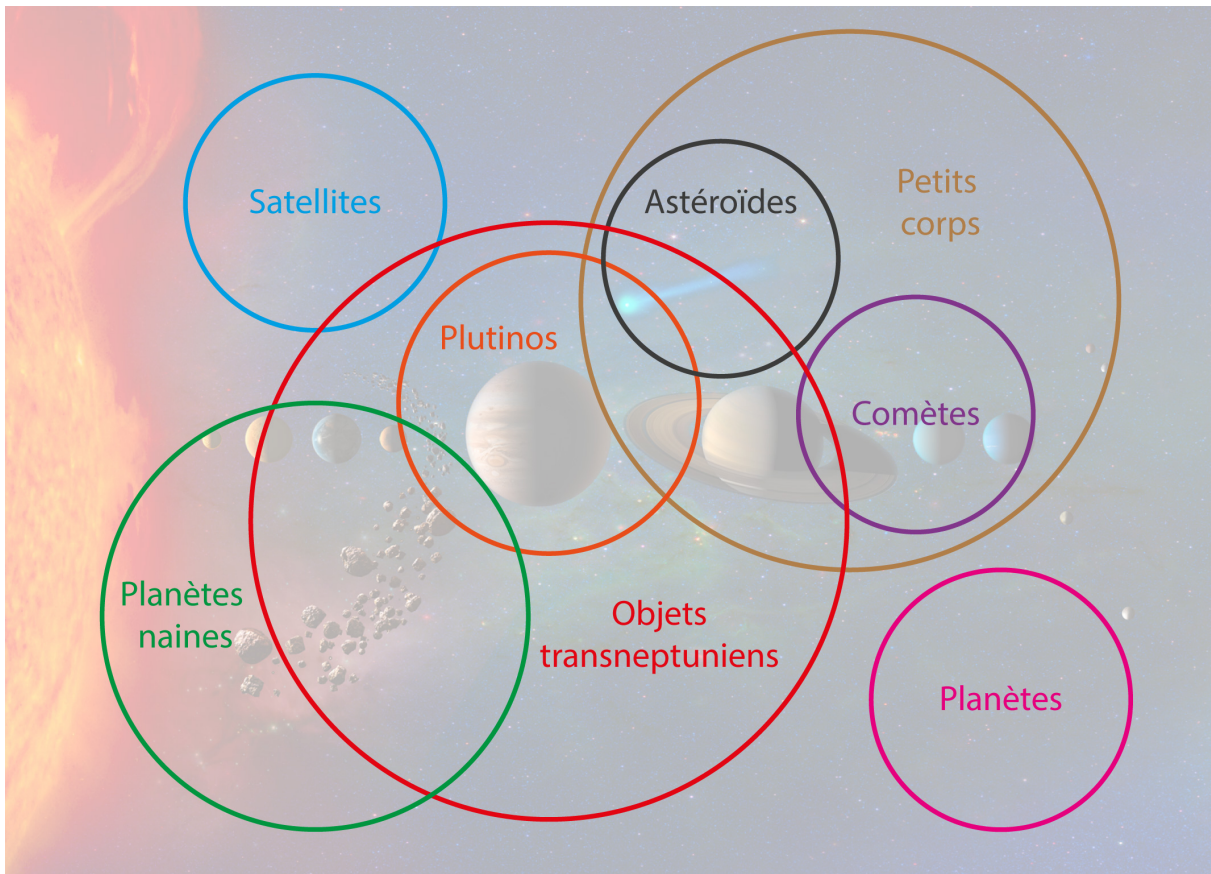 Satellites
Astéroïdes
Petits
corps
Plutinos
Comètes
Planètes
naines
Objets
transneptuniens
Planètes